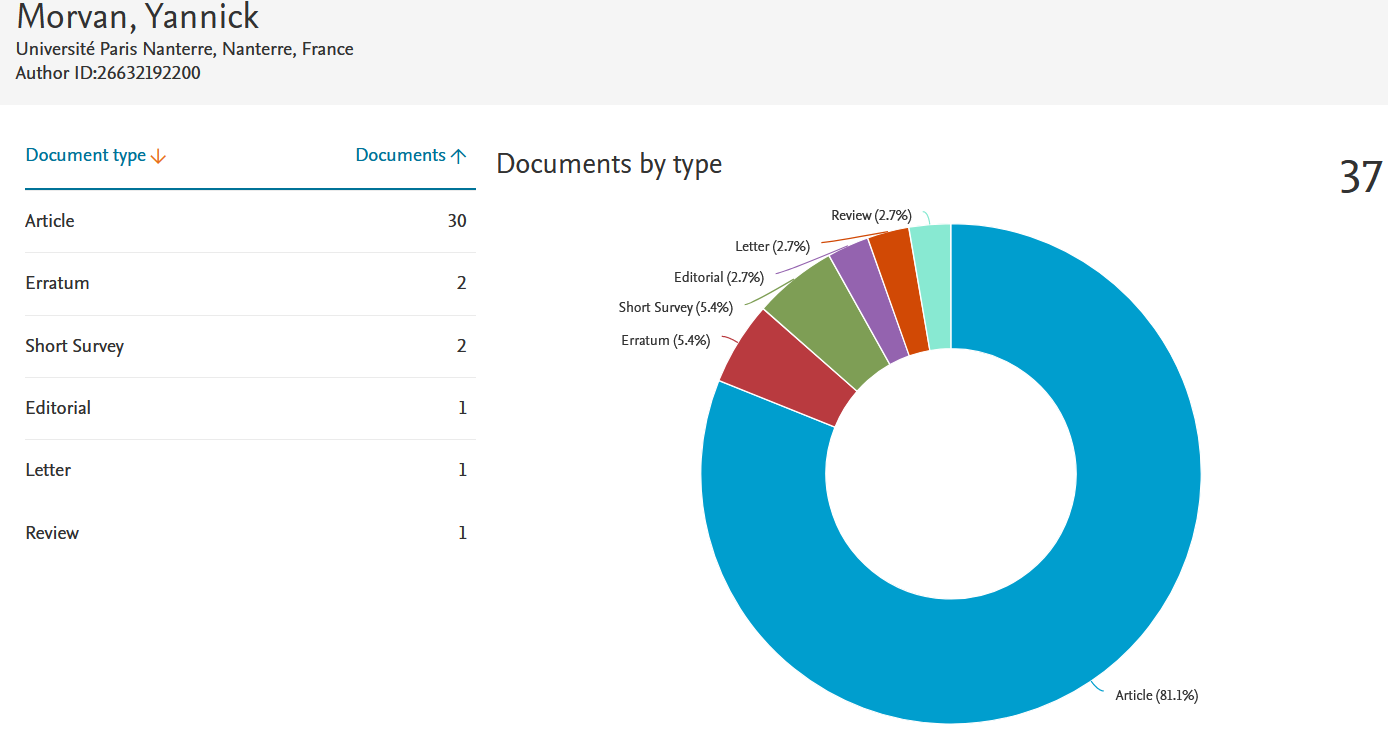 Morvan, Yannick
Université Paris Nanterre, Nanterre, France
Author ID:26632192200
Document type Documents
Article 30
Erratum 2
Short Survey 2
Editorial 1
Letter 1
Review 1
Documents by type
37
Review (2.7%)
Letter (2.7%)
Editorial (2.7%)
Short Survey (5.4%)
Erratum (5.4%)
Article (81.1%)